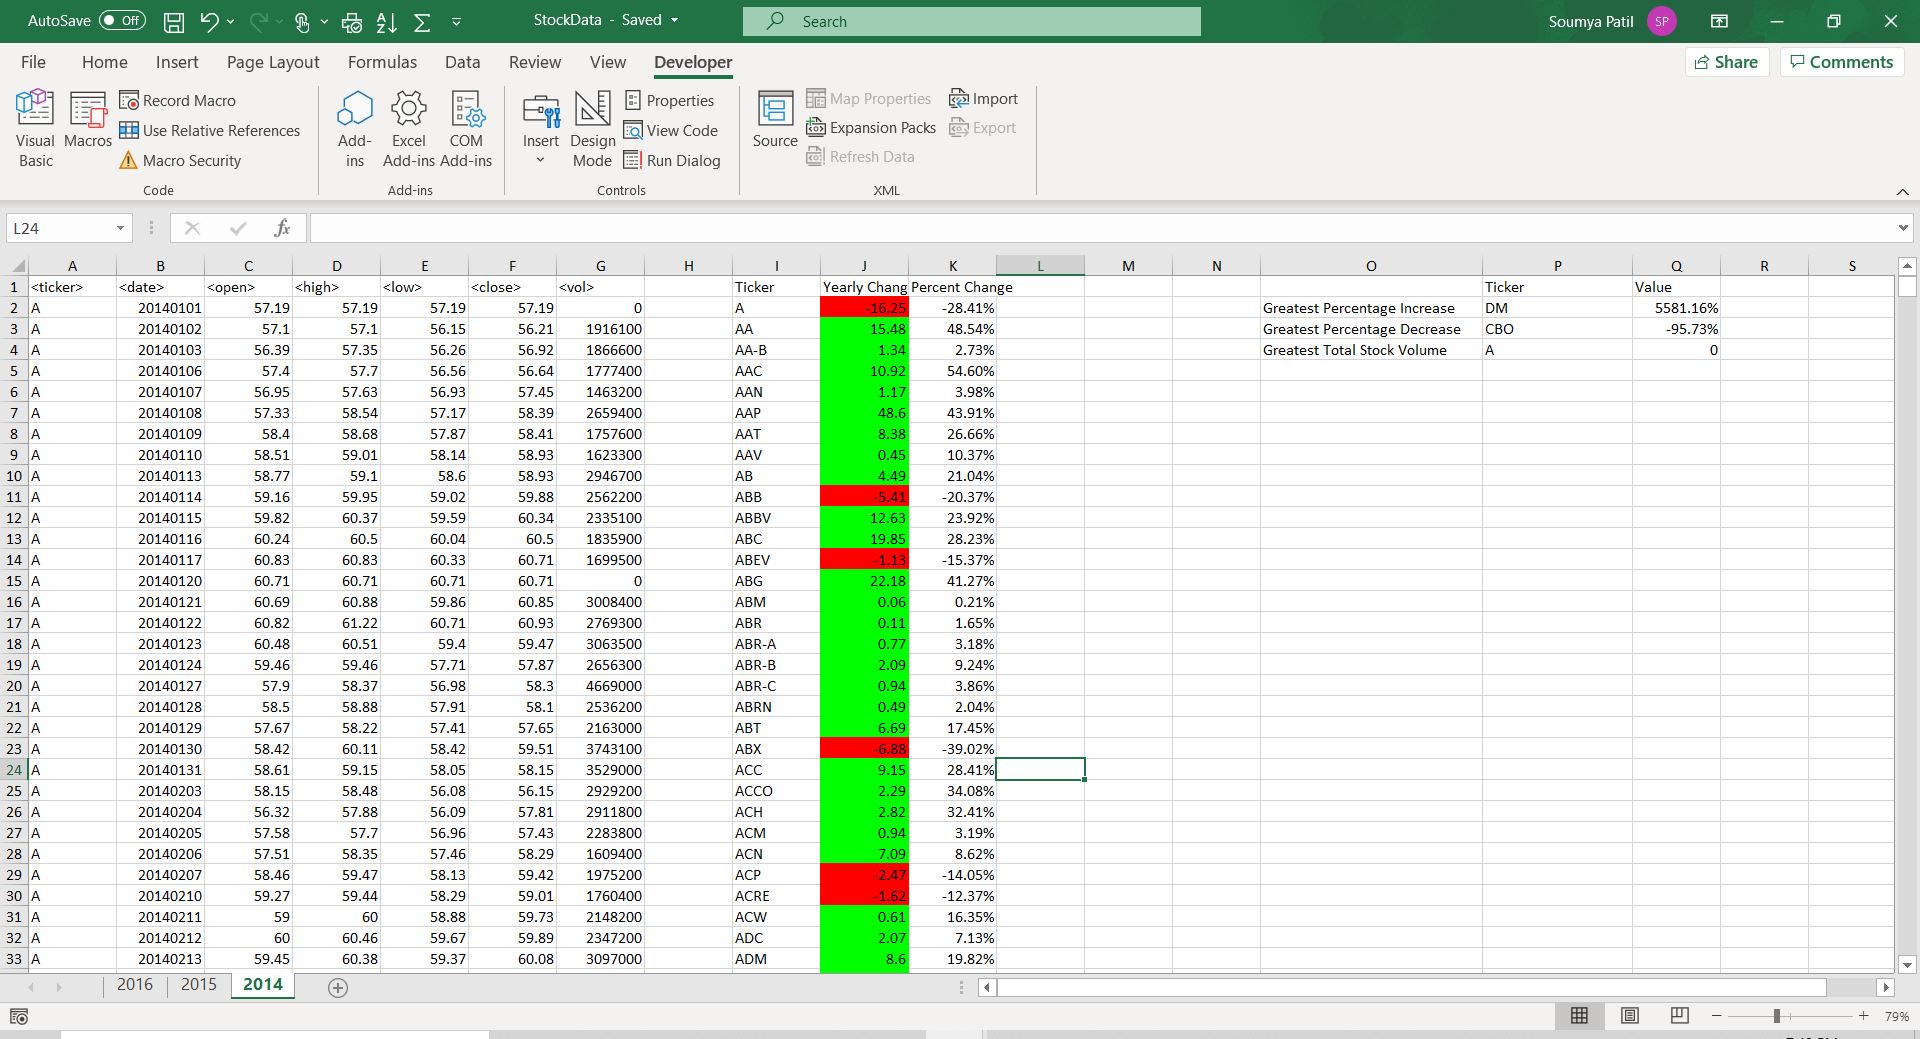 AutoSave Off StockData - Saved Search Soumya Patil SP
File Home Insert Page Layout Formulas Data Review View Developer Share Comments
Visual Basic
Macros
Record Macro
Use Relative References
Macro Security
Code
Add-ins
Excel Add-ins
COM Add-ins
Add-ins
Insert
Design Mode
Properties
View Code
Run Dialog
Controls
Source
Map Properties
Expansion Packs
Refresh Data
Import
Export
XML
L24 fx
A B C D E F G H I J K L M N O P Q R S
1 <ticker> <date> <open> <high> <low> <close> <vol> Ticker Yearly Chang Percent Change Ticker Value
2 A 20140101 57.19 57.19 57.19 57.19 0 A -16.25 -28.41% Greatest Percentage Increase DM 5581.16%
3 A 20140102 57.1 57.1 56.15 56.21 1916100 AA 15.48 48.54% Greatest Percentage Decrease CBO -95.73%
4 A 20140103 56.39 57.35 56.26 56.92 1866600 AA-B 1.34 2.73% Greatest Total Stock Volume A 0
5 A 20140106 57.4 57.7 56.56 56.64 1777400 AAC 10.92 54.60%
6 A 20140107 56.95 57.63 56.93 57.45 1463200 AAN 1.17 3.98%
7 A 20140108 57.33 58.54 57.17 58.39 2659400 AAP 48.6 43.91%
8 A 20140109 58.4 58.68 57.87 58.41 1757600 AAT 8.38 26.66%
9 A 20140110 58.51 59.01 58.14 58.93 1623300 AAV 0.45 10.37%
10 A 20140113 58.77 59.1 58.6 58.93 2946700 AB 4.49 21.04%
11 A 20140114 59.16 59.95 59.02 59.88 2562200 ABB -5.41 -20.37%
12 A 20140115 59.82 60.37 59.59 60.34 2335100 ABBV 12.63 23.92%
13 A 20140116 60.24 60.5 60.04 60.5 1835900 ABC 19.85 28.23%
14 A 20140117 60.83 60.83 60.33 60.71 1699500 ABEV -1.13 -15.37%
15 A 20140120 60.71 60.71 60.71 60.71 0 ABG 22.18 41.27%
16 A 20140121 60.69 60.88 59.86 60.85 3008400 ABM 0.06 0.21%
17 A 20140122 60.82 61.22 60.71 60.93 2769300 ABR 0.11 1.65%
18 A 20140123 60.48 60.51 59.4 59.47 3063500 ABR-A 0.77 3.18%
19 A 20140124 59.46 59.46 57.71 57.87 2656300 ABR-B 2.09 9.24%
20 A 20140127 57.9 58.37 56.98 58.3 4669000 ABR-C 0.94 3.86%
21 A 20140128 58.5 58.88 57.91 58.1 2536200 ABRN 0.49 2.04%
22 A 20140129 57.67 58.22 57.41 57.65 2163000 ABT 6.69 17.45%
23 A 20140130 58.42 60.11 58.42 59.51 3743100 ABX -6.88 -39.02%
24 A 20140131 58.61 59.15 58.05 58.15 3529000 ACC 9.15 28.41%
25 A 20140203 58.15 58.48 56.08 56.15 2929200 ACCO 2.29 34.08%
26 A 20140204 56.32 57.88 56.09 57.81 2911800 ACH 2.82 32.41%
27 A 20140205 57.58 57.7 56.96 57.43 2283800 ACM 0.94 3.19%
28 A 20140206 57.51 58.35 57.46 58.29 1609400 ACN 7.09 8.62%
29 A 20140207 58.46 59.47 58.13 59.42 1975200 ACP -2.47 -14.05%
30 A 20140210 59.27 59.44 58.29 59.01 1760400 ACRE -1.62 -12.37%
31 A 20140211 59 60 58.88 59.73 2148200 ACW 0.61 16.35%
32 A 20140212 60 60.46 59.67 59.89 2347200 ADC 2.07 7.13%
33 A 20140213 59.45 60.38 59.37 60.08 3097000 ADM 8.6 19.82%
2016 2015 2014
79%